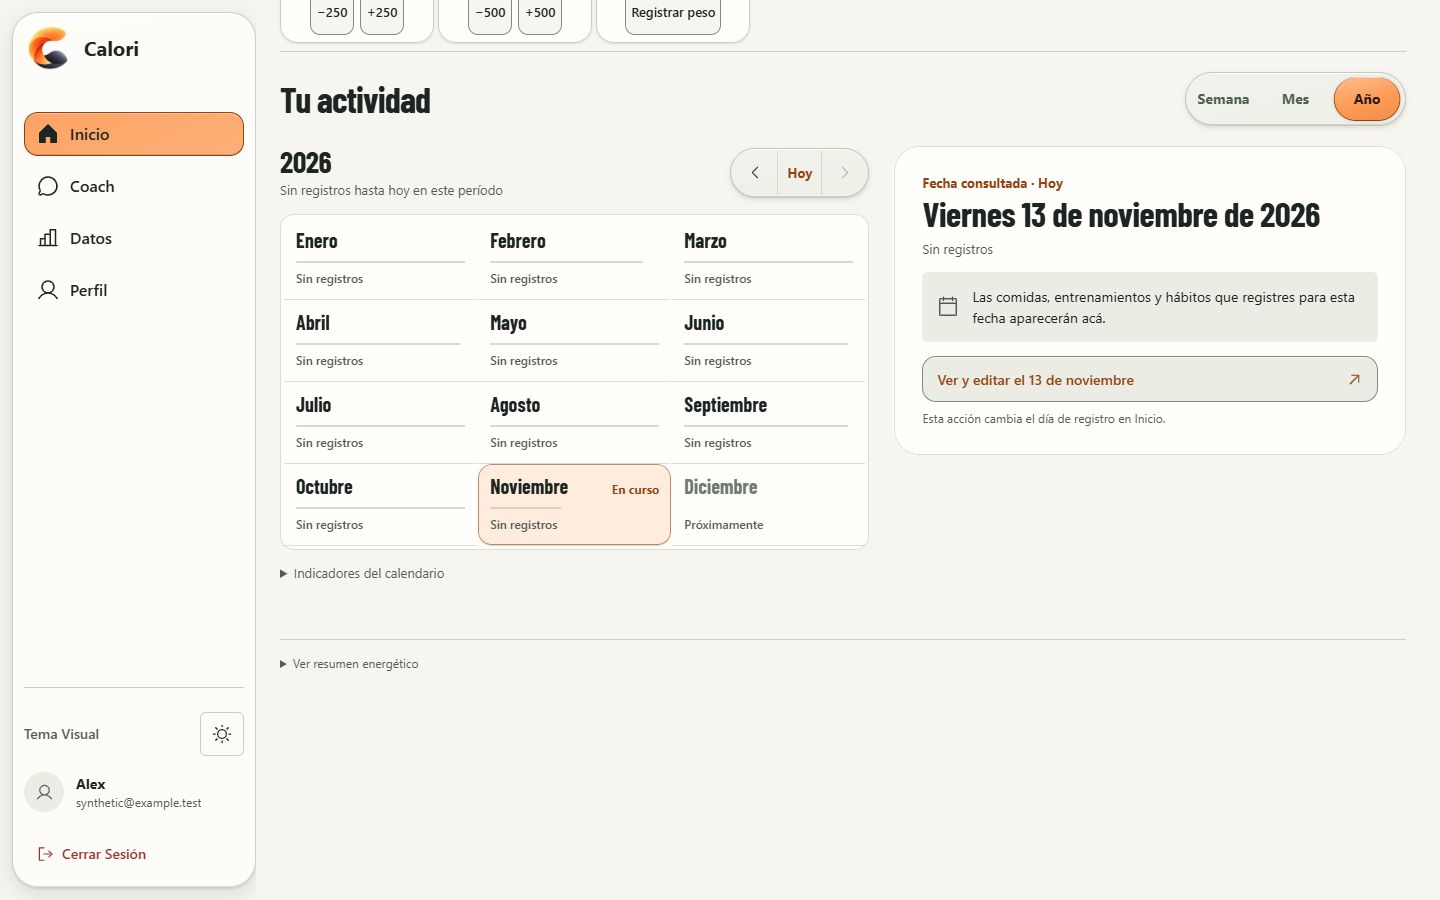 Calori
Inicio
Coach
Datos
Perfil
Tema Visual
Alex
synthetic@example.test
Cerrar Sesión
−250
+250
−500
+500
Registrar peso
Tu actividad
Semana
Mes
Año
2026
Sin registros hasta hoy en este período
Hoy
Enero
Sin registros
Febrero
Sin registros
Marzo
Sin registros
Abril
Sin registros
Mayo
Sin registros
Junio
Sin registros
Julio
Sin registros
Agosto
Sin registros
Septiembre
Sin registros
Octubre
Sin registros
Noviembre
En curso
Sin registros
Diciembre
Próximamente
Indicadores del calendario
Fecha consultada · Hoy
Viernes 13 de noviembre de 2026
Sin registros
Las comidas, entrenamientos y hábitos que registres para esta
fecha aparecerán acá.
Ver y editar el 13 de noviembre
Esta acción cambia el día de registro en Inicio.
Ver resumen energético